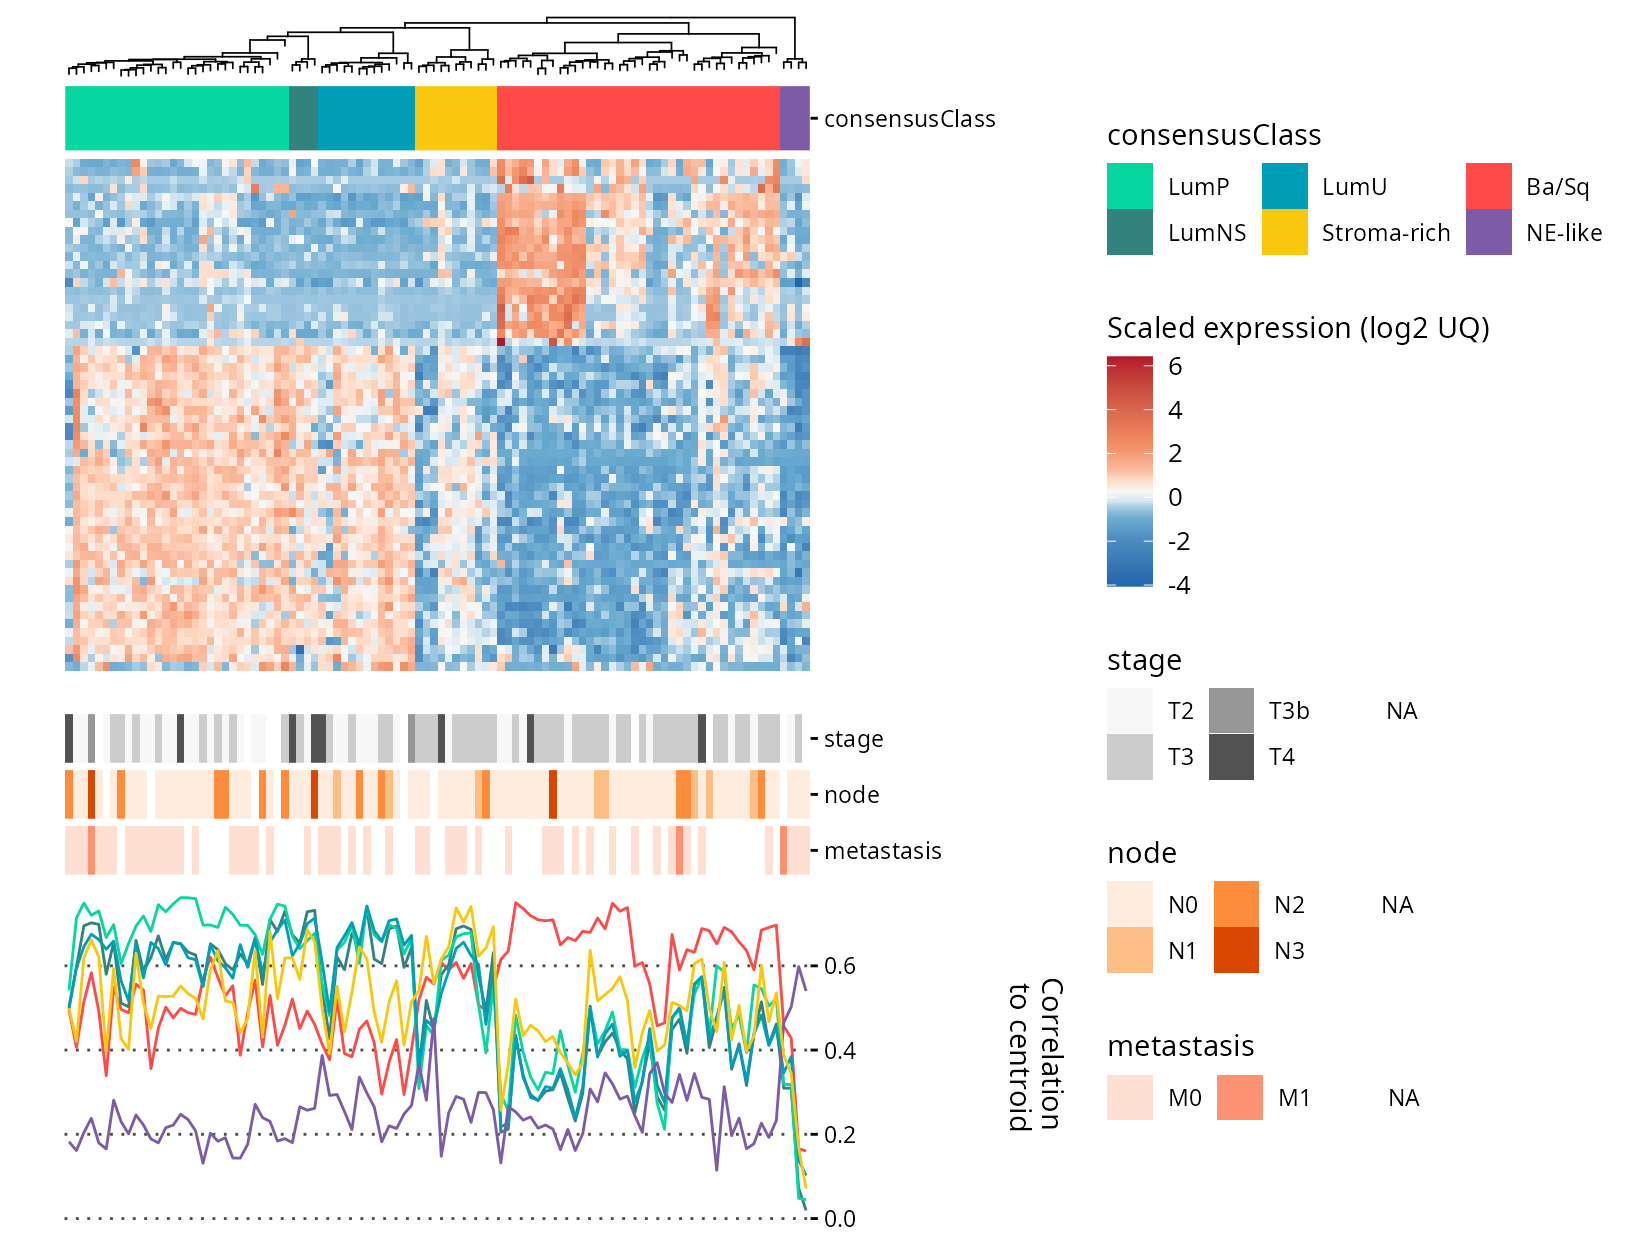 consensusClass
stage
node
metastasis
0.6
0.4
0.2
0.0
Correlation
to centroid
consensusClass
LumP
LumU
Ba/Sq
LumNS
Stroma-rich
NE-like
Scaled expression (log2 UQ)
6
4
2
0
-2
-4
stage
T2
T3b
NA
T3
T4
node
N0
N2
NA
N1
N3
metastasis
M0
M1
NA